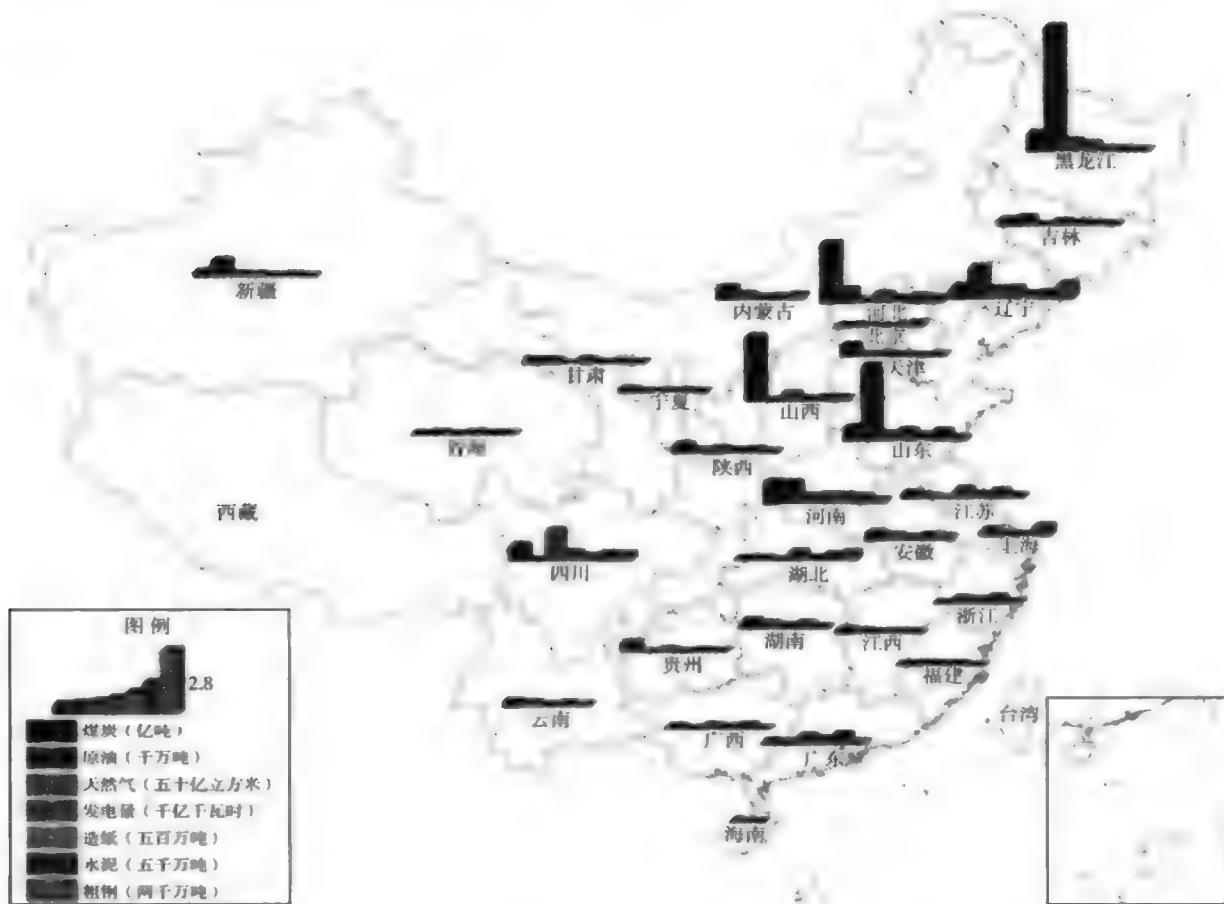 黑龙江
吉林
新疆
内蒙古
河北
辽宁
北京
天津
甘肃
宁夏
山西
山东
陕西
西藏
河南
江苏
四川
湖北
安徽
上海
浙江
湖南
江西
贵州
福建
云南
台湾
广西
广东
海南
图例
2.8
煤炭（亿吨）
原油（千万吨）
天然气（五十亿立方米）
发电量（千亿千瓦时）
造纸（五百万吨）
水泥（五千万吨）
粗钢（两千万吨）